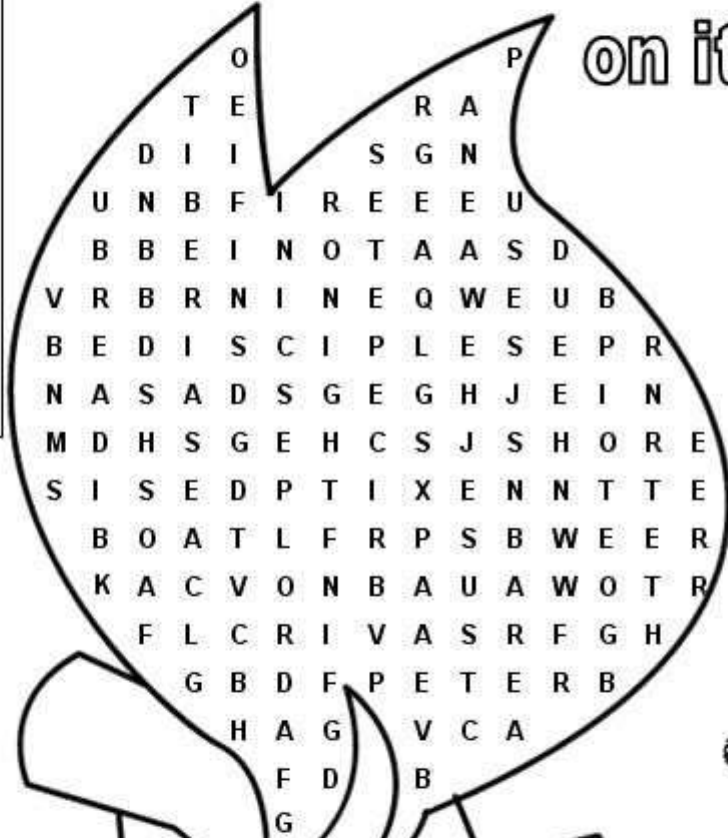 on it
O P
T E R A
D I I S G N
U N B F I R E E E U
B B E I N O T A A S D
V R B R N I N E Q W E U B
B E D I S C I P L E S E P R
N A S A D S G E G H J E I N
M D H S G E H C S J S H O R E
S I S E D P T I X E N N T T E
B O A T L F R P S B W E E R
K A C V O N B A U A W O T R
F L C R I V A S R F G H
G B D F P E T E R B
H A G V C A
F D B
G